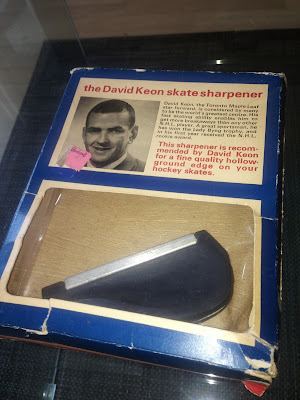 the David Keon skate sharpener
David Keon, the Toronto Maple Leaf
star forward, is considered by many
to be the world's greatest centre. His
fast skating ability enables him to
get more breakaways than any other
N.H.L. player. A great sportsman, he
has won the Lady Byng trophy, and
in his first year received the N.H.L.
rookie award.
This sharpener is recom-
mended by David Keon
for a fine quality hollow-
ground edge on your
hockey skates.